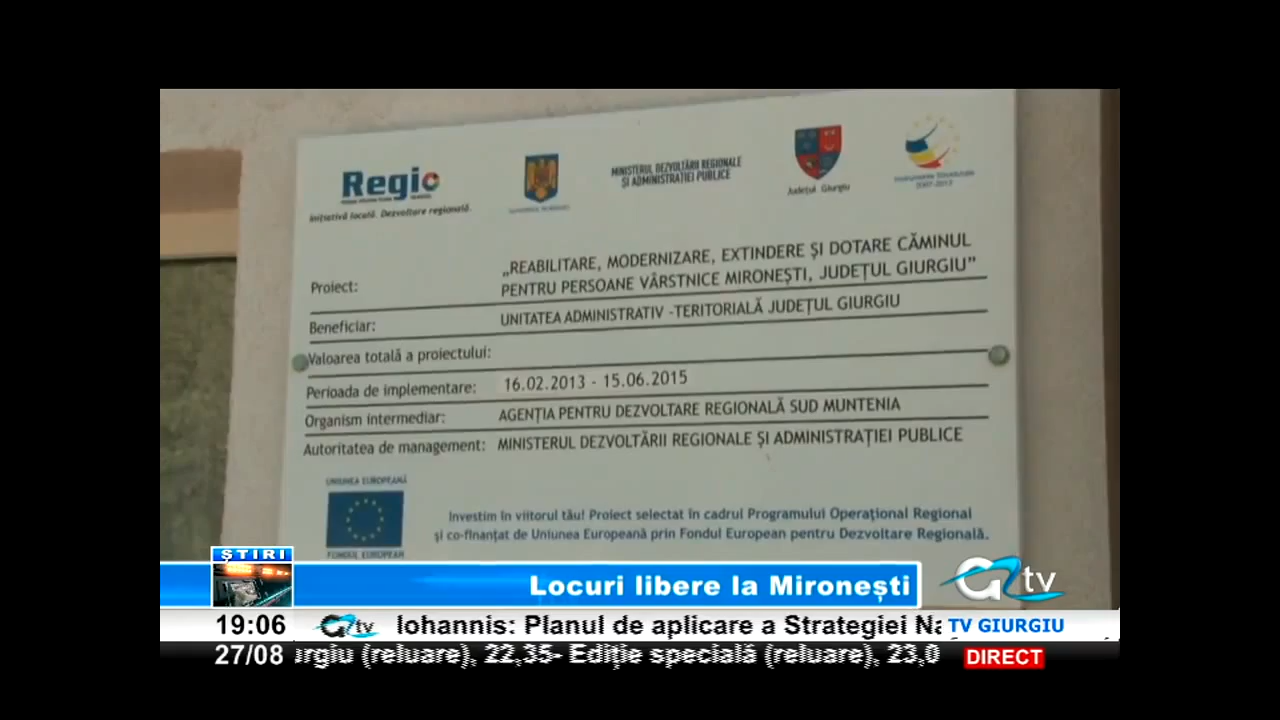 Regio
Inițiativă locală. Dezvoltare regională.
MINISTERUL DEZVOLTĂRII REGIONALE
ȘI ADMINISTRAȚIEI PUBLICE
Județul Giurgiu
2007-2013
Proiect:
„REABILITARE, MODERNIZARE, EXTINDERE ȘI DOTARE CĂMINUL
PENTRU PERSOANE VÂRSTNICE MIRONEȘTI, JUDEȚUL GIURGIU”
Beneficiar: UNITATEA ADMINISTRATIV -TERITORIALĂ JUDEȚUL GIURGIU
Valoarea totală a proiectului:
Perioada de implementare: 16.02.2013 - 15.06.2015
Organism intermediar: AGENȚIA PENTRU DEZVOLTARE REGIONALĂ SUD MUNTENIA
Autoritatea de management: MINISTERUL DEZVOLTĂRII REGIONALE ȘI ADMINISTRAȚIEI PUBLICE
UNIUNEA EUROPEANĂ
FONDUL EUROPEAN
Investim în viitorul tău! Proiect selectat în cadrul Programului Operațional Regional
și co-finanțat de Uniunea Europeană prin Fondul European pentru Dezvoltare Regională.
ȘTIRI
Locuri libere la Mironești
G tv
19:06 G tv Iohannis: Planul de aplicare a Strategiei Na TV GIURGIU
27/08 urgiu (reluare), 22,35- Ediție specială (reluare), 23,0 DIRECT